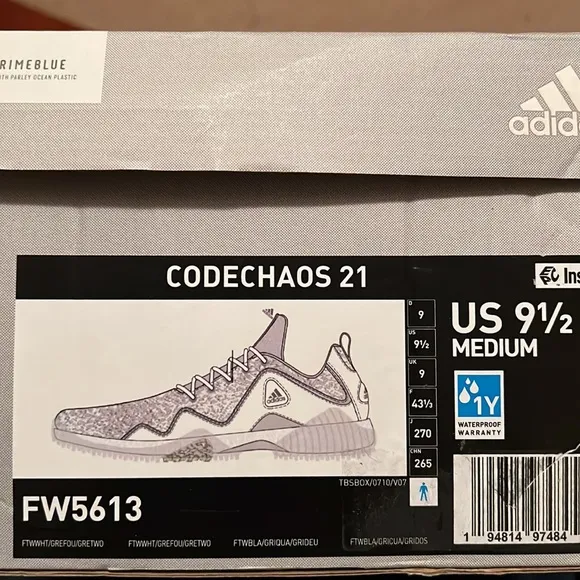 RIMEBLUE
ITH PARLEY OCEAN PLASTIC
adidas
CODECHAOS 21
Ins
D
9
US
9½
UK
9
F
43⅓
J
270
CHN
265
US 9½
MEDIUM
1Y
WATERPROOF
WARRANTY
adidas
TBSBOX/0710/V07
FW5613
FTWWHT/GREFOU/GRETWO
FTWWHT/GREFOU/GRETWO
FTWBLA/GRIQUA/GRIDEU
FTWBLA/GRICUA/GRIDOS
1 94814 97484